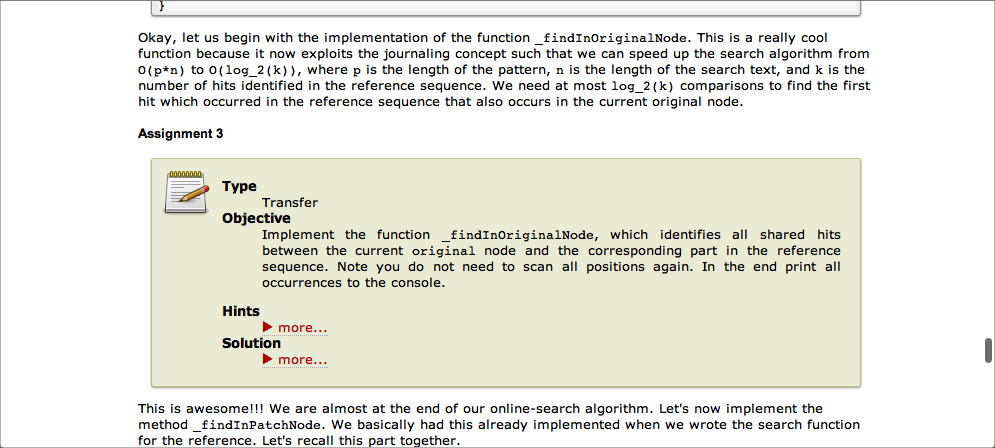 }
Okay, let us begin with the implementation of the function _findInOriginalNode. This is a really cool
function because it now exploits the journaling concept such that we can speed up the search algorithm from
O(p*n) to O(log_2(k)), where p is the length of the pattern, n is the length of the search text, and k is the
number of hits identified in the reference sequence. We need at most log_2(k) comparisons to find the first
hit which occurred in the reference sequence that also occurs in the current original node.
Assignment 3
Type
Transfer
Objective
Implement the function _findInOriginalNode, which identifies all shared hits
between the current original node and the corresponding part in the reference
sequence. Note you do not need to scan all positions again. In the end print all
occurrences to the console.
Hints
▶ more...
Solution
▶ more...
This is awesome!!! We are almost at the end of our online-search algorithm. Let's now implement the
method _findInPatchNode. We basically had this already implemented when we wrote the search function
for the reference. Let's recall this part together.